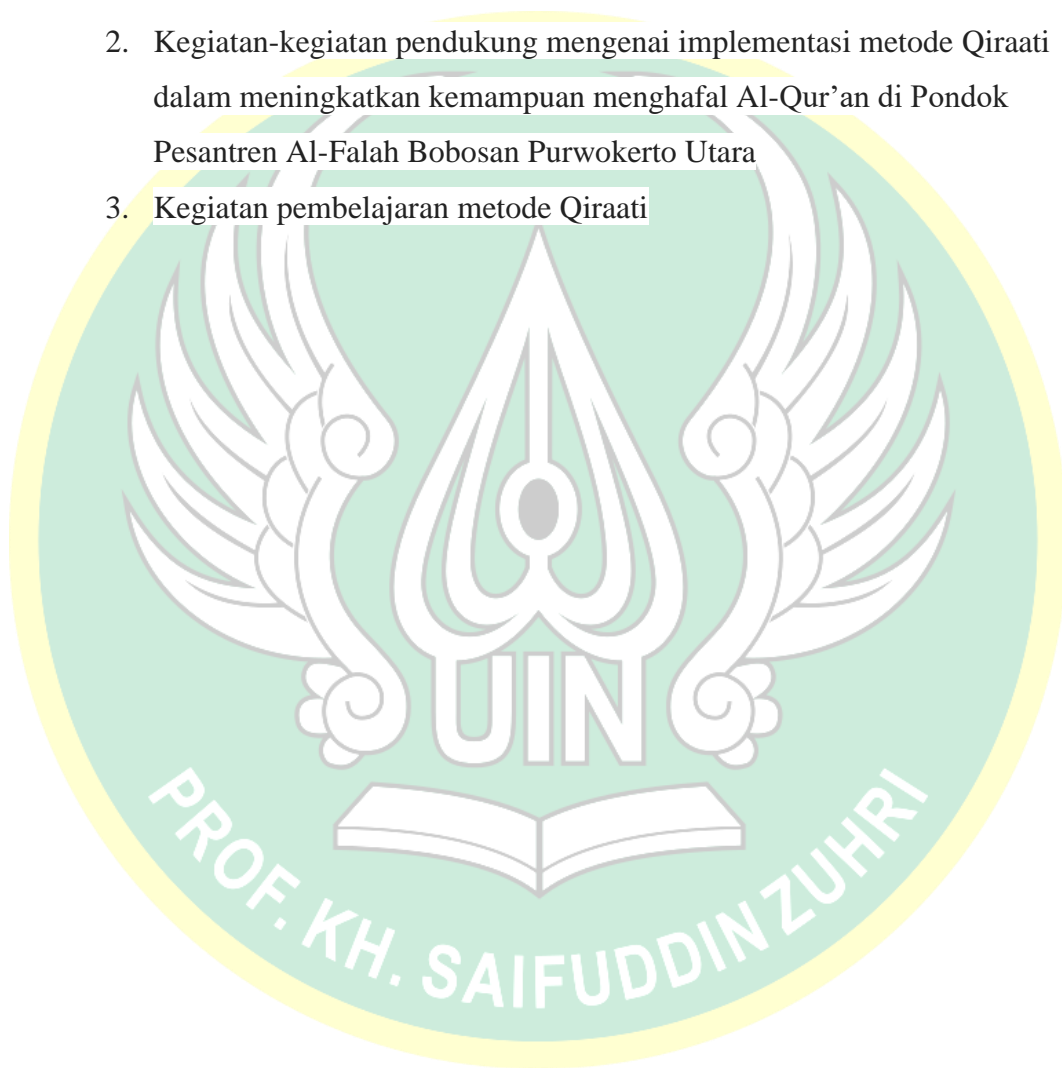 2. Kegiatan-kegiatan pendukung mengenai implementasi metode Qiraati
dalam meningkatkan kemampuan menghafal Al-Qur’an di Pondok
Pesantren Al-Falah Bobosan Purwokerto Utara
3. Kegiatan pembelajaran metode Qiraati
UIN
PROF. KH. SAIFUDDIN ZUHRI